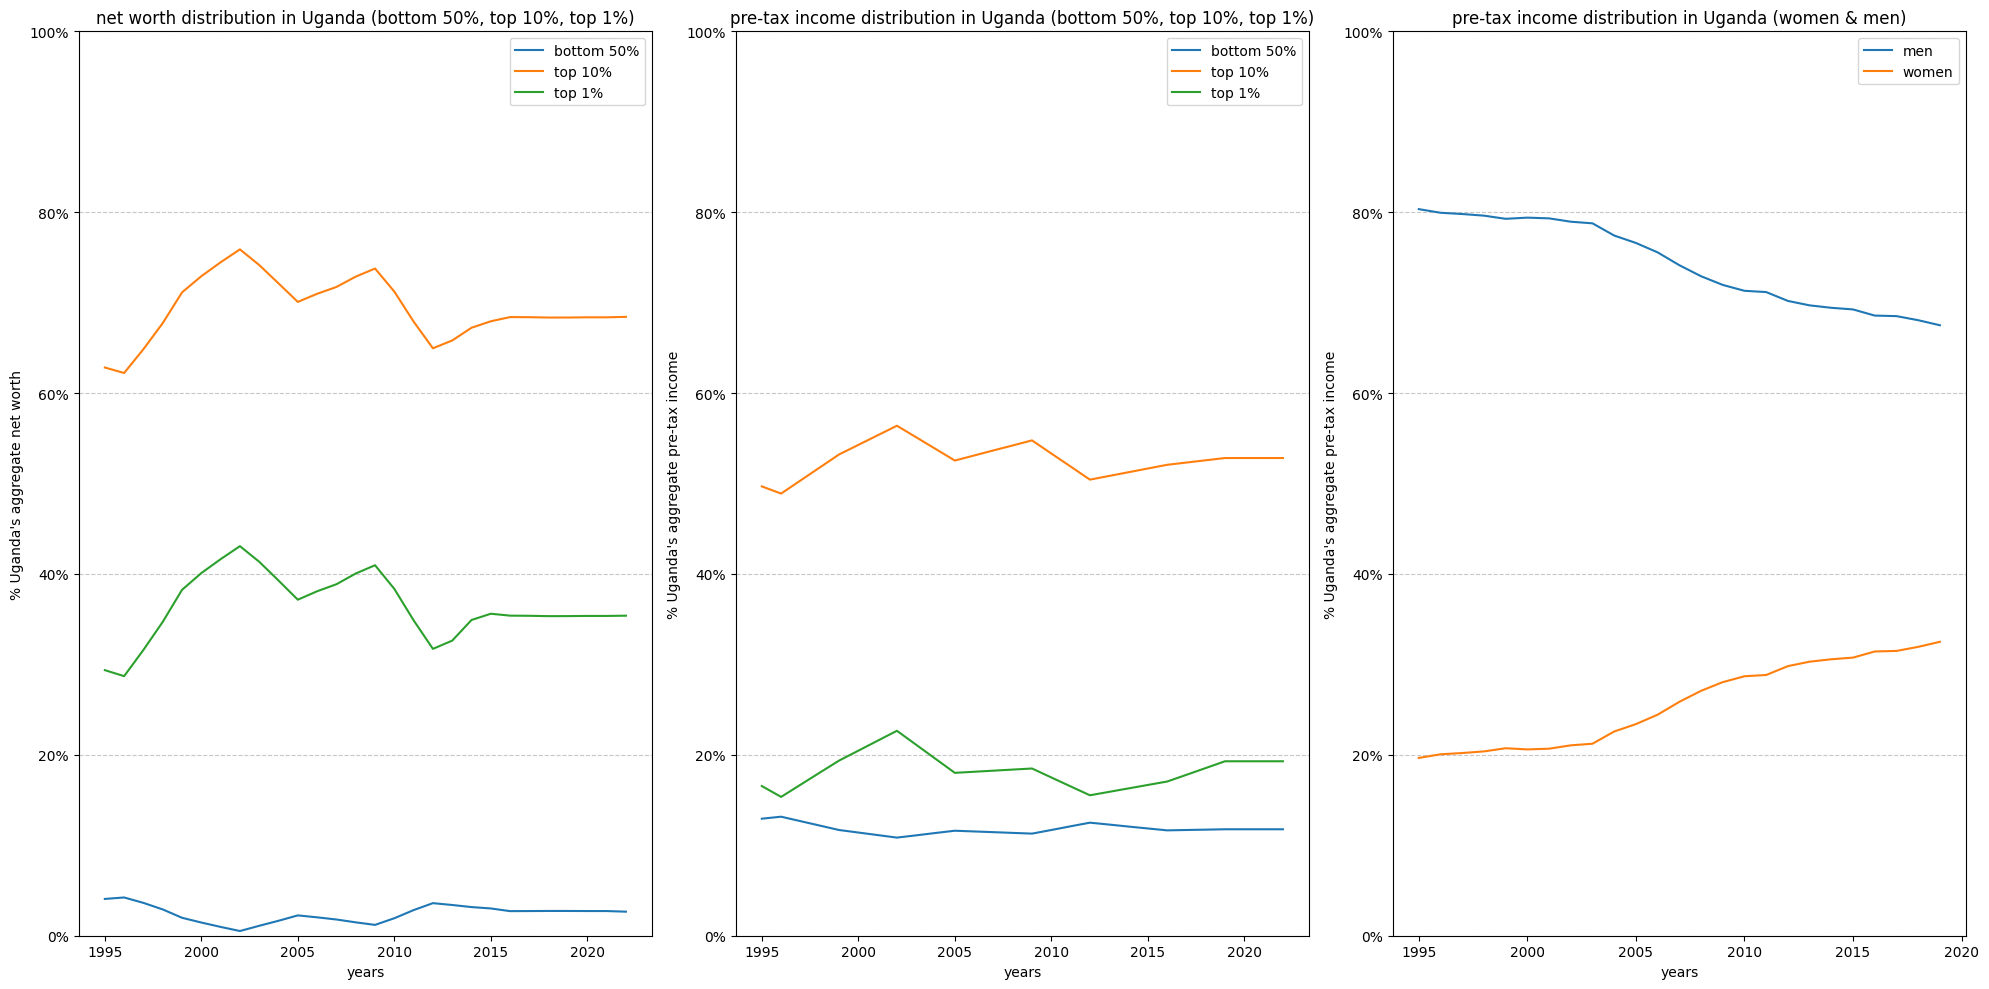 net worth distribution in Uganda (bottom 50%, top 10%, top 1%)
% Uganda's aggregate net worth
100%
80%
60%
40%
20%
0%
bottom 50%
top 10%
top 1%
1995 2000 2005 2010 2015 2020
years
pre-tax income distribution in Uganda (bottom 50%, top 10%, top 1%)
% Uganda's aggregate pre-tax income
100%
80%
60%
40%
20%
0%
bottom 50%
top 10%
top 1%
1995 2000 2005 2010 2015 2020
years
pre-tax income distribution in Uganda (women & men)
% Uganda's aggregate pre-tax income
100%
80%
60%
40%
20%
0%
men
women
1995 2000 2005 2010 2015 2020
years